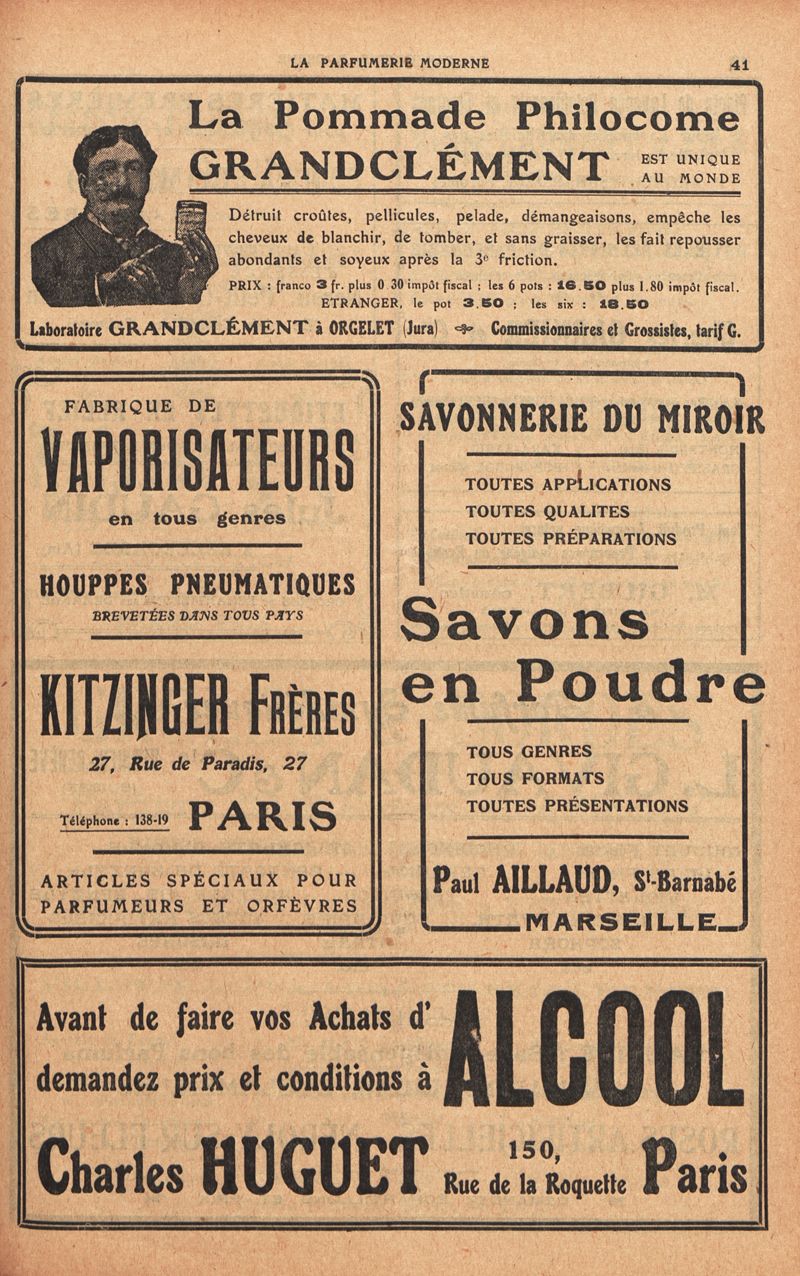 LA PARFUMERIE MODERNE 41
La Pommade Philocome
GRANDCLÉMENT EST UNIQUE
AU MONDE
Détruit croûtes, pellicules, pelade, démangeaisons, empêche les
cheveux de blanchir, de tomber, et sans graisser, les fait repousser
abondants et soyeux après la 3e friction.
PRIX : franco 3 fr. plus 0.30 impôt fiscal ; les 6 pots : 16.50 plus 1.80 impôt fiscal.
ETRANGER, le pot 3.50 ; les six : 18.50
Laboratoire GRANDCLÉMENT à ORGELET (Jura) Commissionnaires et Grossistes, tarif G.
FABRIQUE DE
VAPORISATEURS
en tous genres
HOUPPES PNEUMATIQUES
BREVETÉES DANS TOUS PAYS
KITZINGER FRÈRES
27, Rue de Paradis, 27
Téléphone : 138-19 PARIS
ARTICLES SPÉCIAUX POUR
PARFUMEURS ET ORFÈVRES
SAVONNERIE DU MIROIR
TOUTES APPLICATIONS
TOUTES QUALITES
TOUTES PRÉPARATIONS
Savons
en Poudre
TOUS GENRES
TOUS FORMATS
TOUTES PRÉSENTATIONS
Paul AILLAUD, St-Barnabé
MARSEILLE
Avant de faire vos Achats d'
demandez prix et conditions à
ALCOOL
Charles HUGUET 150,
Rue de la Roquette Paris